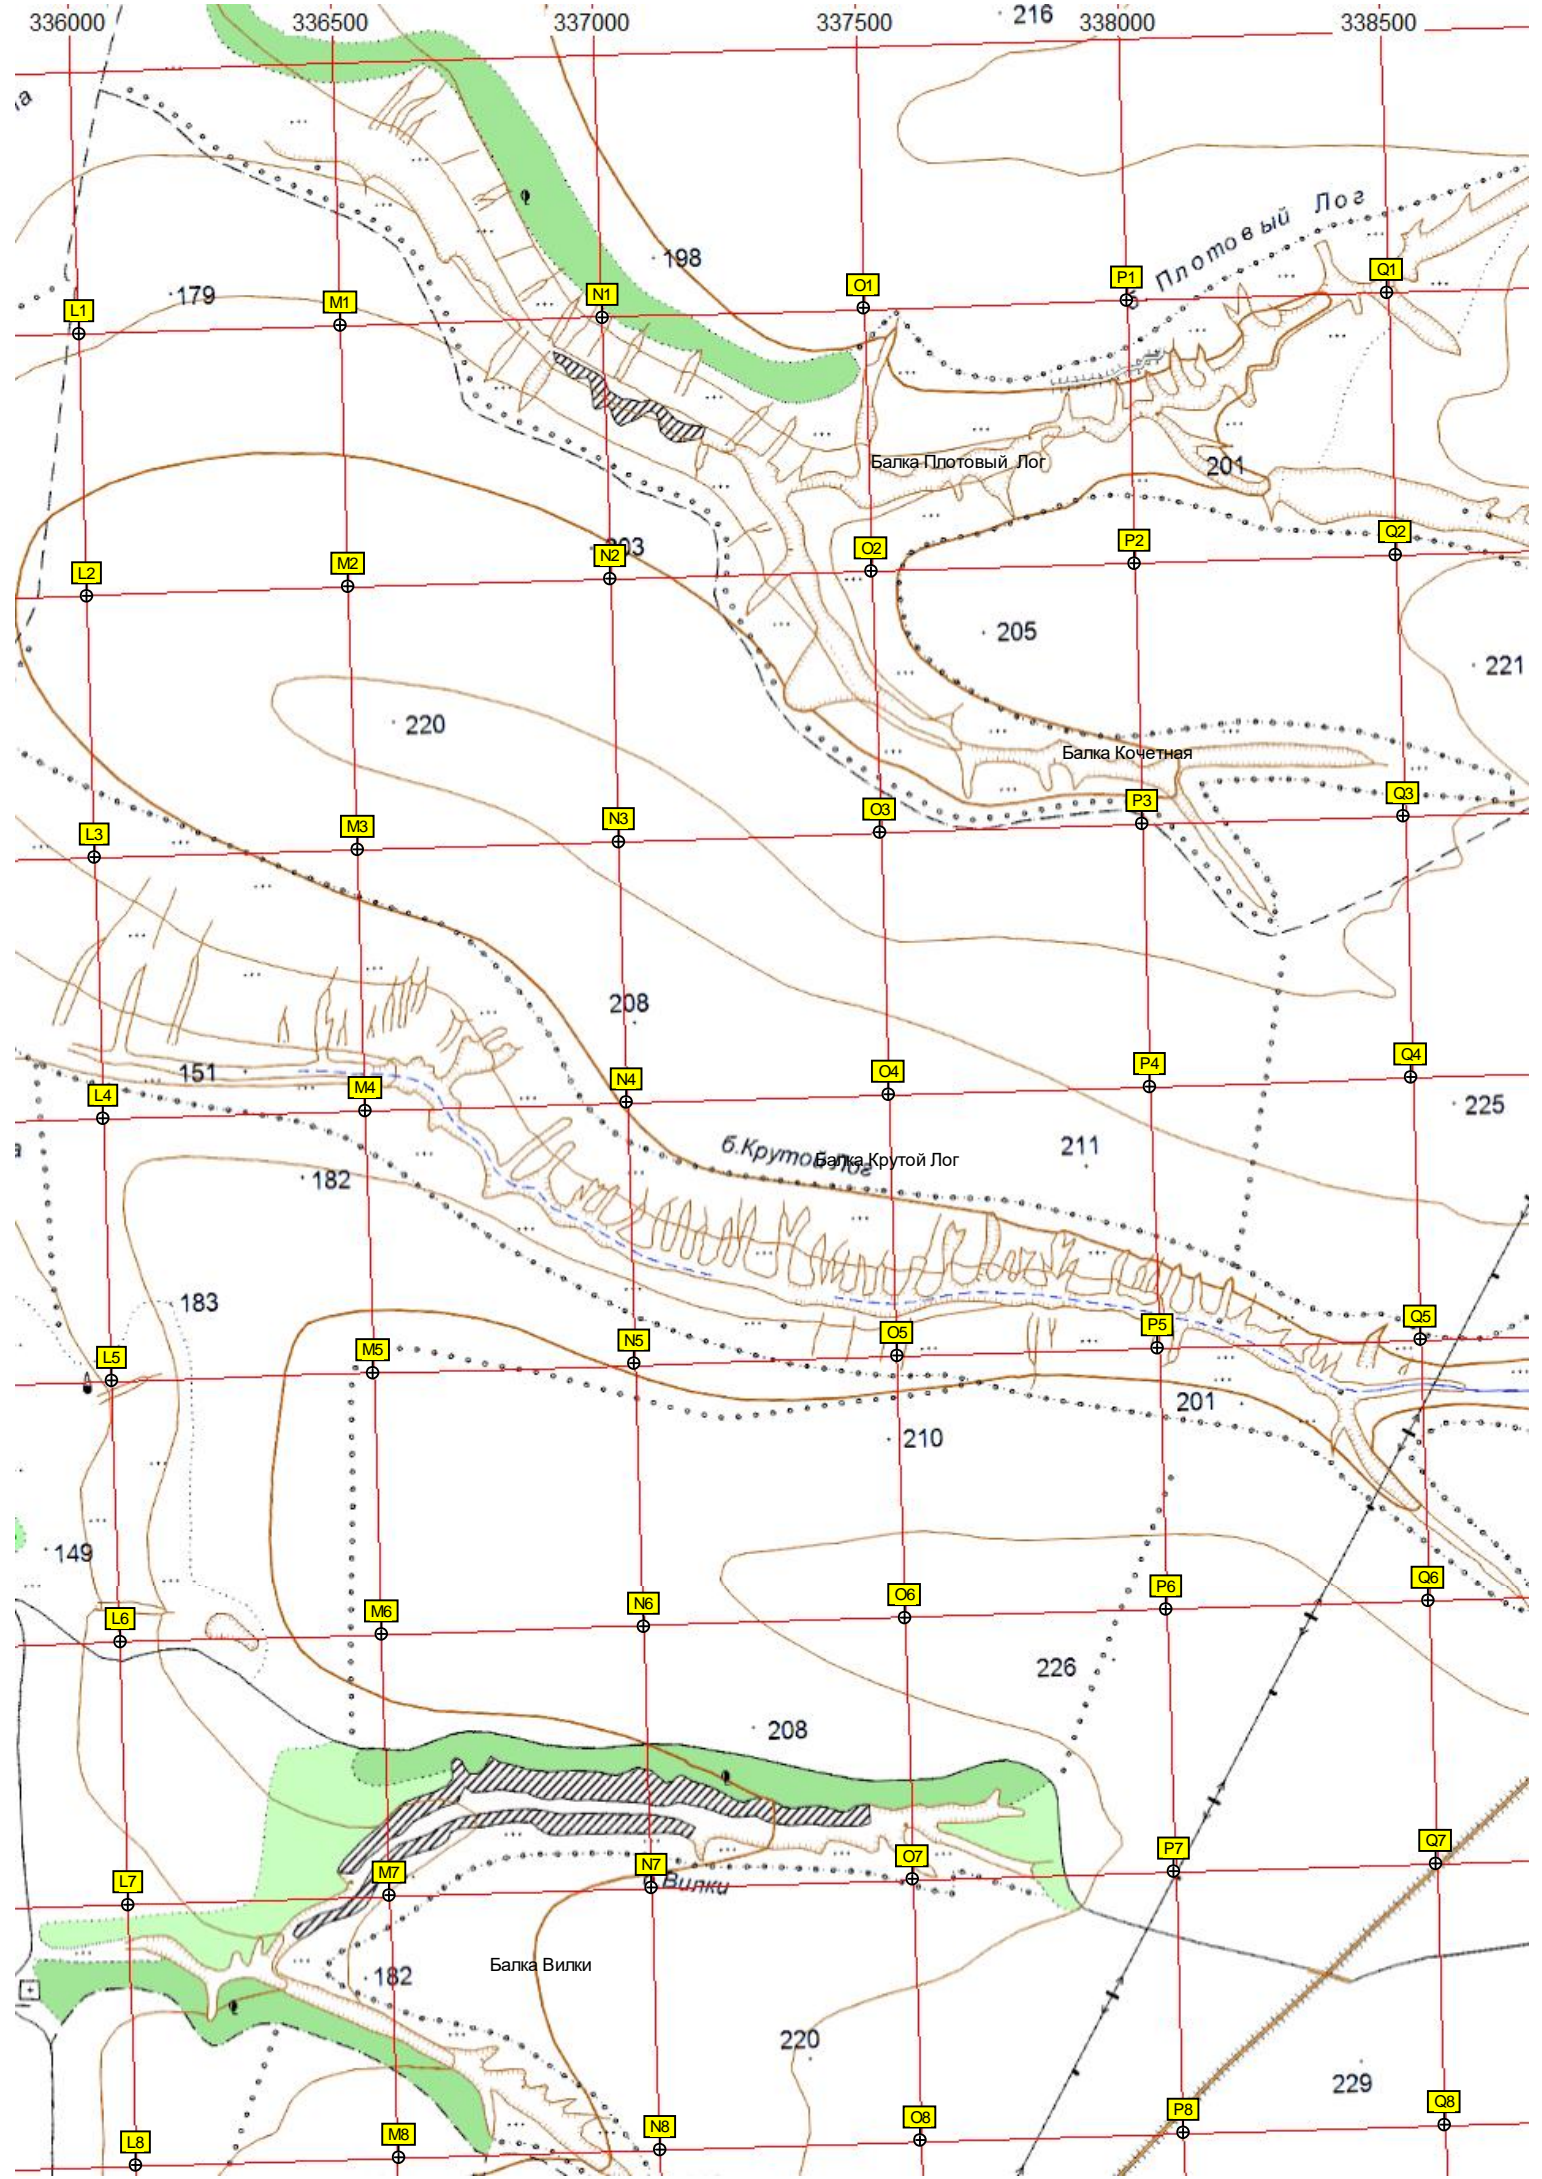 216
336000 336500 337000 337500 338000 338500
198
Плотовый Лог
179
L1 M1 N1 O1 P1 Q1
Балка Плотовый Лог
201
L2 M2 N2 O2 P2 Q2
205
221
220
Балка Кочетная
L3 M3 N3 O3 P3 Q3
208
151
L4 M4 N4 O4 P4 Q4
225
211
б.Крутой Лог
Балка Крутой Лог
182
183
L5 M5 N5 O5 P5 Q5
201
210
149
L6 M6 N6 O6 P6 Q6
226
208
L7 M7 N7 O7 P7 Q7
Вилки
Балка Вилки
182
220
229
L8 M8 N8 O8 P8 Q8